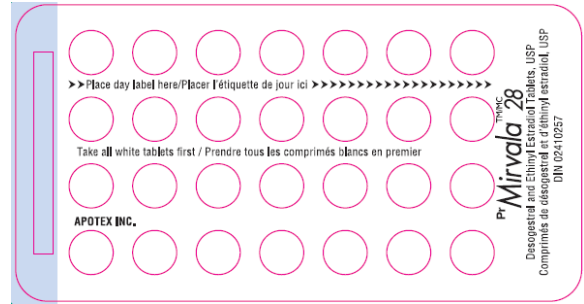 ➤➤Place day label here/Placer l'étiquette de jour ici ➤➤➤➤➤➤➤➤➤➤➤➤➤➤➤➤➤➤➤
Take all white tablets first / Prendre tous les comprimés blancs en premier
APOTEX INC.
Pr Mirvala 28 TM/MC
Desogestrel and Ethinyl Estradiol Tablets, USP
Comprimés de désogestrel et d'éthinyl estradiol, USP
DIN 02410257